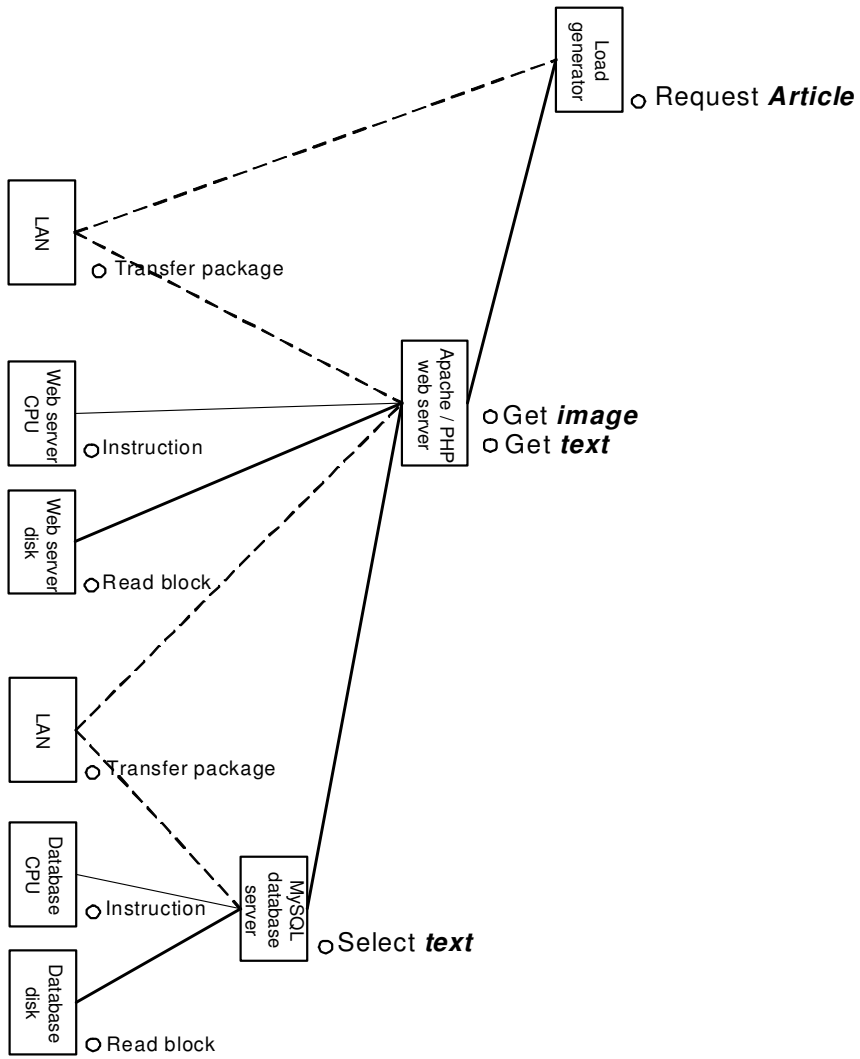 Load
generator
Request Article
LAN
Transfer package
Apache / PHP
web server
Get image
Get text
Web server
CPU
Instruction
Web server
disk
Read block
LAN
Transfer package
Database
CPU
Instruction
MySQL
database
server
Select text
Database
disk
Read block